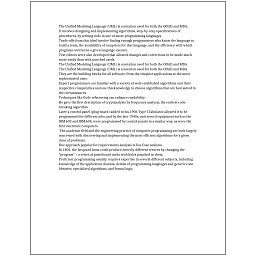 The Unified Modeling Language (UML) is a notation used for both the OOAD and MDA.
It involves designing and implementing algorithms, step-by-step specifications of
procedures, by writing code in one or more programming languages.
Trade-offs from this ideal involve finding enough programmers who know the language to
build a team, the availability of compilers for that language, and the efficiency with which
programs written in a given language execute.
Text editors were also developed that allowed changes and corrections to be made much
more easily than with punched cards.
The Unified Modeling Language (UML) is a notation used for both the OOAD and MDA.
The Unified Modeling Language (UML) is a notation used for both the OOAD and MDA.
They are the building blocks for all software, from the simplest applications to the most
sophisticated ones.
Expert programmers are familiar with a variety of well-established algorithms and their
respective complexities and use this knowledge to choose algorithms that are best suited to
the circumstances.
Techniques like Code refactoring can enhance readability.
He gave the first description of cryptanalysis by frequency analysis, the earliest code-
breaking algorithm.
Later a control panel (plug board) added to his 1906 Type I Tabulator allowed it to be
programmed for different jobs, and by the late 1940s, unit record equipment such as the
IBM 602 and IBM 604, were programmed by control panels in a similar way, as were the
first electronic computers.
The academic field and the engineering practice of computer programming are both largely
concerned with discovering and implementing the most efficient algorithms for a given
class of problems.
One approach popular for requirements analysis is Use Case analysis.
In 1801, the Jacquard loom could produce entirely different weaves by changing the
"program" – a series of pasteboard cards with holes punched in them.
Proficient programming usually requires expertise in several different subjects, including
knowledge of the application domain, details of programming languages and generic code
libraries, specialized algorithms, and formal logic.